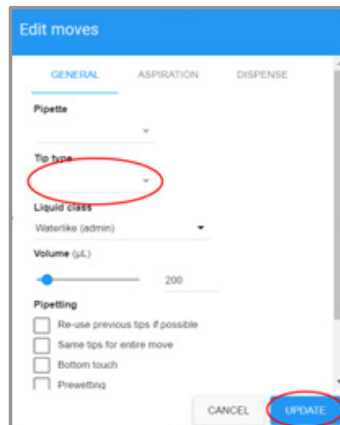 Edit moves
GENERAL ASPIRATION DISPENSE
Pipette
Tip type
Liquid class
Waterlike (admin)
Volume (µL)
200
Pipetting
Re-use previous tips if possible
Same tips for entire move
Bottom touch
Prewetting
CANCEL UPDATE